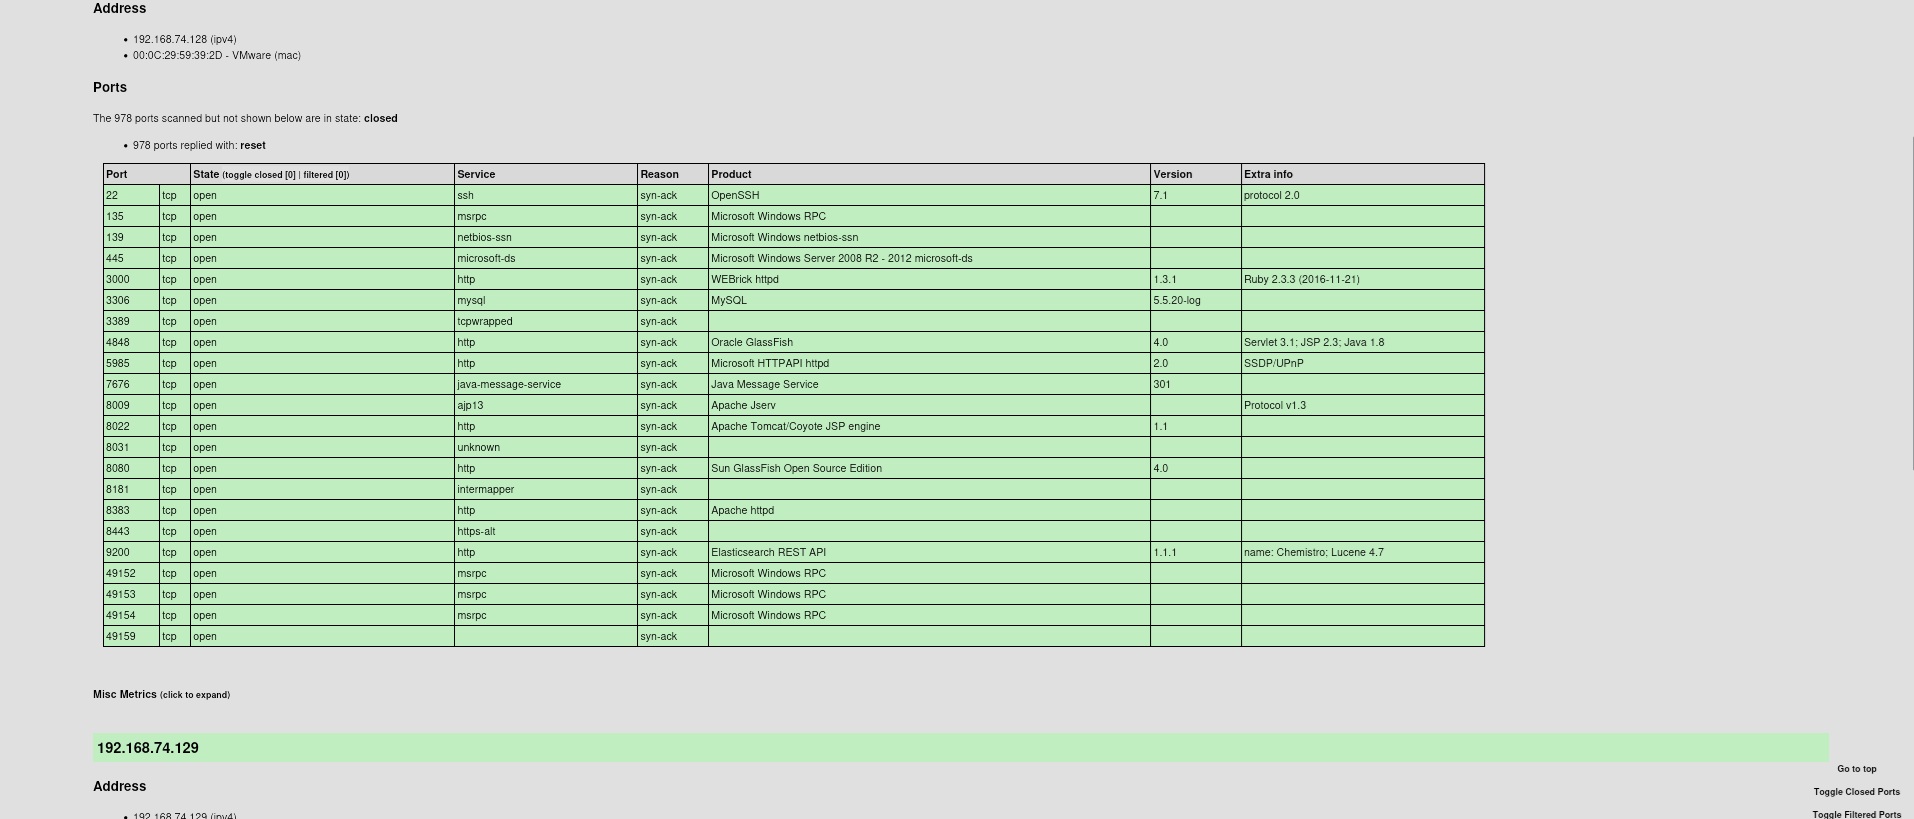 Address
• 192.168.74.128 (ipv4)
• 00:0C:29:59:39:2D - VMware (mac)
Ports
The 978 ports scanned but not shown below are in state: closed
• 978 ports replied with: reset
Port State (toggle closed [0] | filtered [0]) Service Reason Product Version Extra info
22 tcp open ssh syn-ack OpenSSH 7.1 protocol 2.0
135 tcp open msrpc syn-ack Microsoft Windows RPC
139 tcp open netbios-ssn syn-ack Microsoft Windows netbios-ssn
445 tcp open microsoft-ds syn-ack Microsoft Windows Server 2008 R2 - 2012 microsoft-ds
3000 tcp open http syn-ack WEBrick httpd 1.3.1 Ruby 2.3.3 (2016-11-21)
3306 tcp open mysql syn-ack MySQL 5.5.20-log
3389 tcp open tcpwrapped syn-ack
4848 tcp open http syn-ack Oracle GlassFish 4.0 Servlet 3.1; JSP 2.3; Java 1.8
5985 tcp open http syn-ack Microsoft HTTPAPI httpd 2.0 SSDP/UPnP
7676 tcp open java-message-service syn-ack Java Message Service 301
8009 tcp open ajp13 syn-ack Apache Jserv Protocol v1.3
8022 tcp open http syn-ack Apache Tomcat/Coyote JSP engine 1.1
8031 tcp open unknown syn-ack
8080 tcp open http syn-ack Sun GlassFish Open Source Edition 4.0
8181 tcp open intermapper syn-ack
8383 tcp open http syn-ack Apache httpd
8443 tcp open https-alt syn-ack
9200 tcp open http syn-ack Elasticsearch REST API 1.1.1 name: Chemistro; Lucene 4.7
49152 tcp open msrpc syn-ack Microsoft Windows RPC
49153 tcp open msrpc syn-ack Microsoft Windows RPC
49154 tcp open msrpc syn-ack Microsoft Windows RPC
49159 tcp open syn-ack
Misc Metrics (click to expand)
192.168.74.129
Go to top
Address
Toggle Closed Ports
• 192.168.74.129 (ipv4)
Toggle Filtered Ports